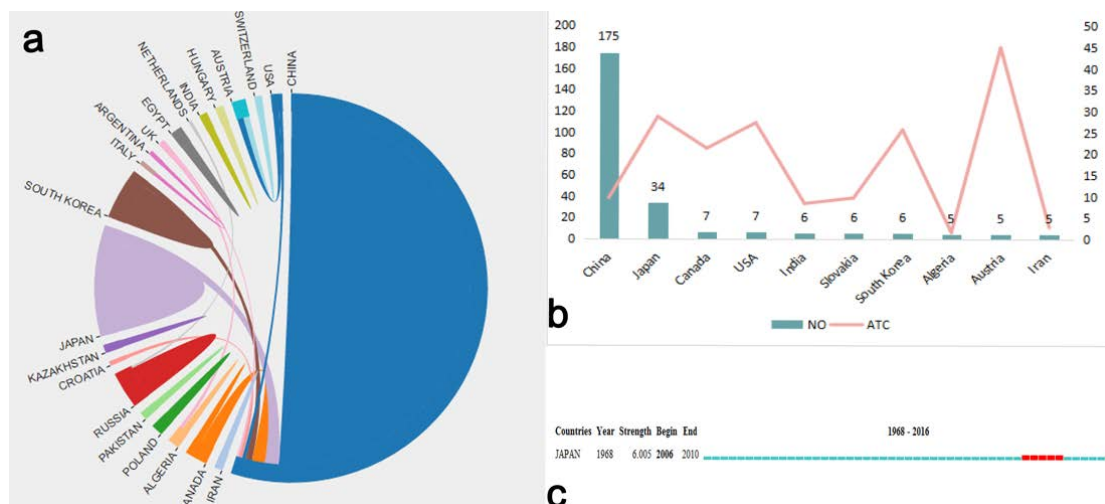 a
CHINA
USA
SWITZERLAND
AUSTRIA
HUNGARY
INDIA
NETHERLANDS
EGYPT
UK
ARGENTINA
ITALY
SOUTH KOREA
JAPAN
KAZAKHSTAN
CROATIA
RUSSIA
PAKISTAN
POLAND
ALGERIA
ANADA
IRAN
200
180
160
140
120
100
80
60
40
20
0
175
34
7
7
6
6
6
5
5
5
50
45
40
35
30
25
20
15
10
5
0
China
Japan
Canada
USA
India
Slovakia
South Korea
Algeria
Austria
Iran
NO
ATC
b
Countries Year Strength Begin End 1968 - 2016
JAPAN 1968 6.005 2006 2010
c